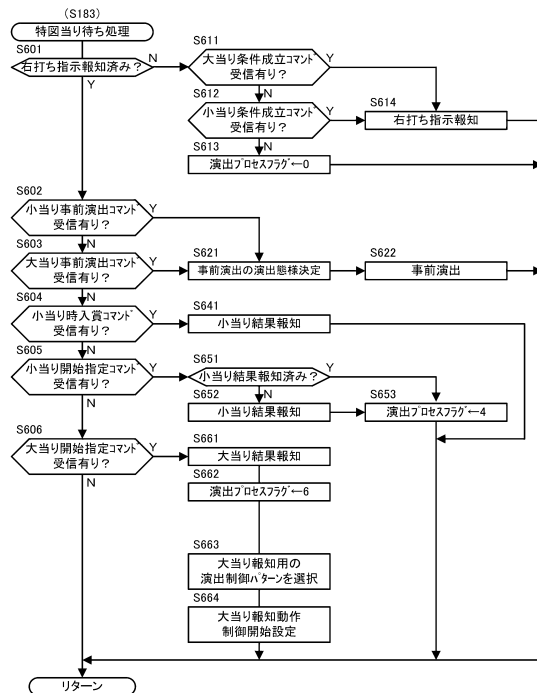 (S183)
特図当り待ち処理
S601
右打ち指示報知済み?
N
Y
S611
大当り条件成立コマンド
受信有り?
Y
N
S612
小当り条件成立コマンド
受信有り?
Y
N
S614
右打ち指示報知
S613
演出プロセスフラグ←0
S602
小当り事前演出コマンド
受信有り?
Y
N
S603
大当り事前演出コマンド
受信有り?
Y
N
S621
事前演出の演出態様決定
S622
事前演出
S604
小当り時入賞コマンド
受信有り?
Y
N
S641
小当り結果報知
S605
小当り開始指定コマンド
受信有り?
Y
N
S651
小当り結果報知済み?
Y
N
S652
小当り結果報知
S653
演出プロセスフラグ←4
S606
大当り開始指定コマンド
受信有り?
Y
N
S661
大当り結果報知
S662
演出プロセスフラグ←6
S663
大当り報知用の
演出制御パターンを選択
S664
大当り報知動作
制御開始設定
リターン